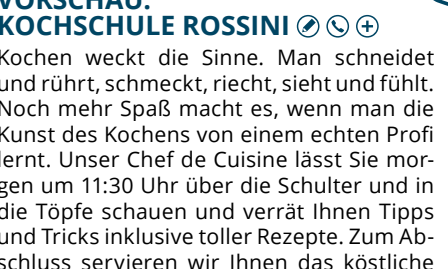 VORSCHAU:
KOCHSCHULE ROSSINI
Kochen weckt die Sinne. Man schneidet
und rührt, schmeckt, riecht, sieht und fühlt.
Noch mehr Spaß macht es, wenn man die
Kunst des Kochens von einem echten Profi
lernt. Unser Chef de Cuisine lässt Sie mor-
gen um 11:30 Uhr über die Schulter und in
die Töpfe schauen und verrät Ihnen Tipps
und Tricks inklusive toller Rezepte. Zum Ab-
schluss servieren wir Ihnen das köstliche